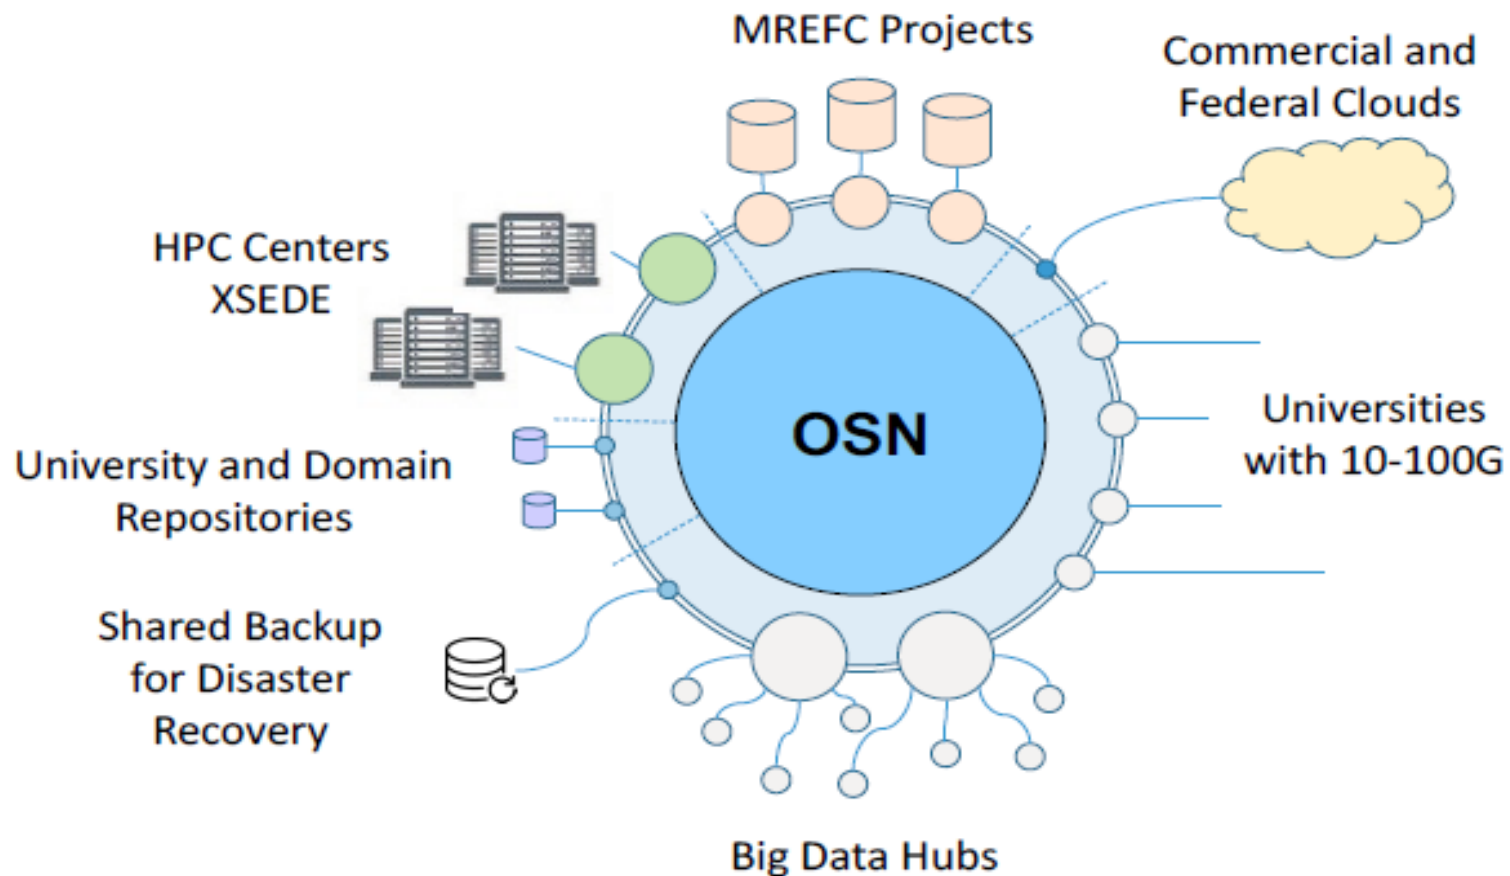 MREFC Projects
Commercial and
Federal Clouds
HPC Centers
XSEDE
OSN
Universities
with 10-100G
University and Domain
Repositories
Shared Backup
for Disaster
Recovery
Big Data Hubs